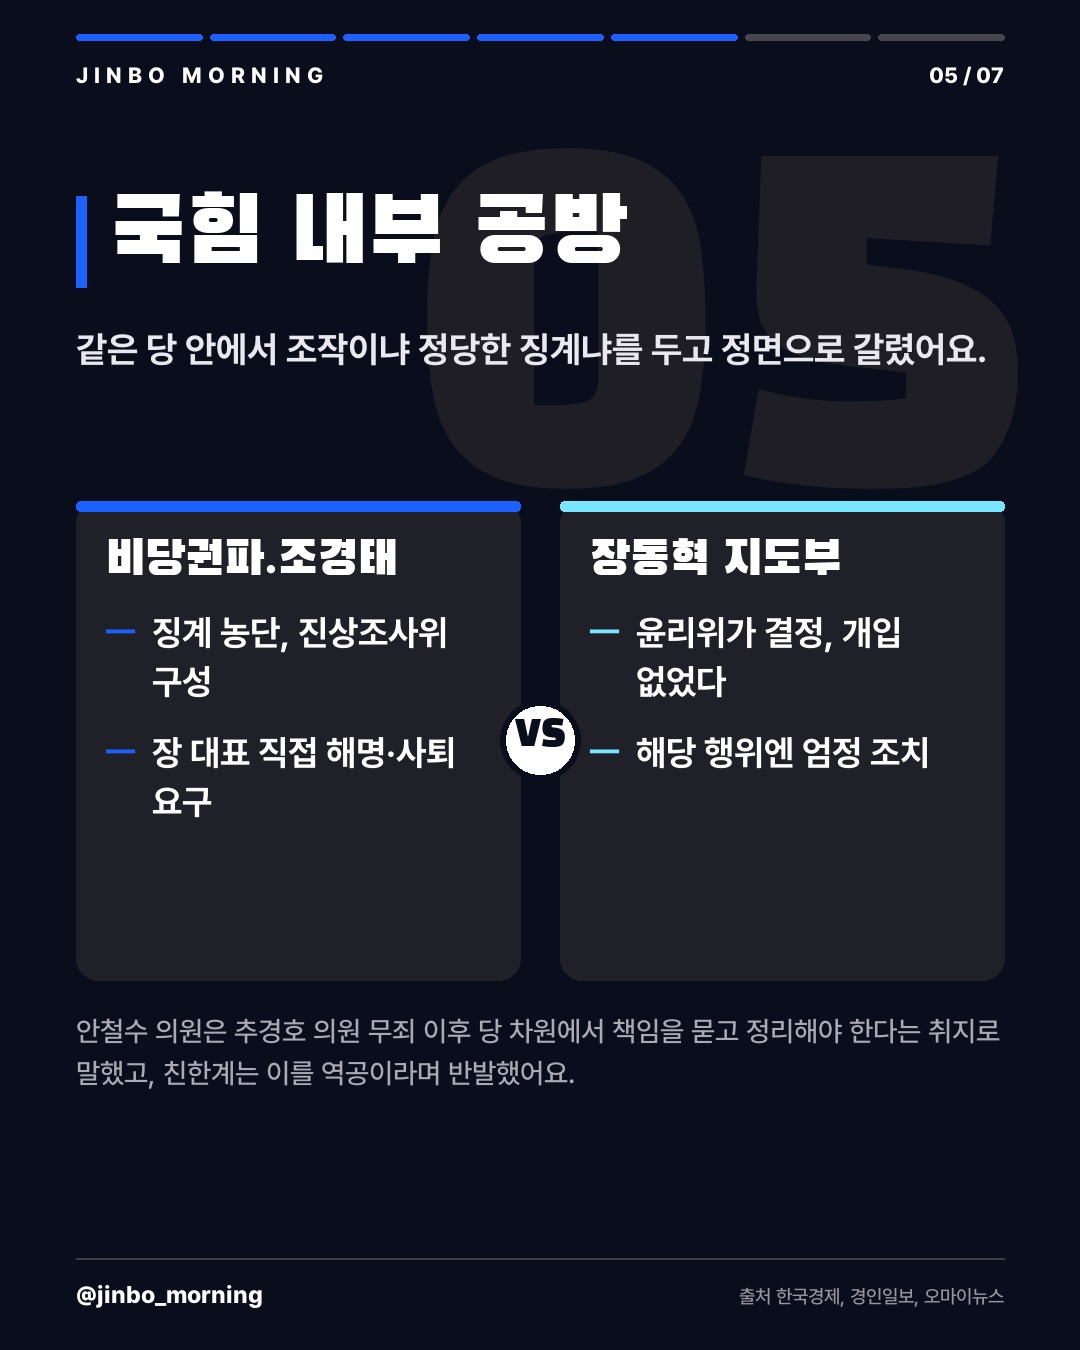 JINBO MORNING
05 / 07
05
국힘 내부 공방
같은 당 안에서 조작이냐 정당한 징계냐를 두고 정면으로 갈렸어요.
비당권파.조경태
징계 농단, 진상조사위
구성
장 대표 직접 해명·사퇴
요구
VS
장동혁 지도부
윤리위가 결정, 개입
없었다
해당 행위엔 엄정 조치
안철수 의원은 추경호 의원 무죄 이후 당 차원에서 책임을 묻고 정리해야 한다는 취지로
말했고, 친한계는 이를 역공이라며 반발했어요.
@jinbo_morning
출처 한국경제, 경인일보, 오마이뉴스